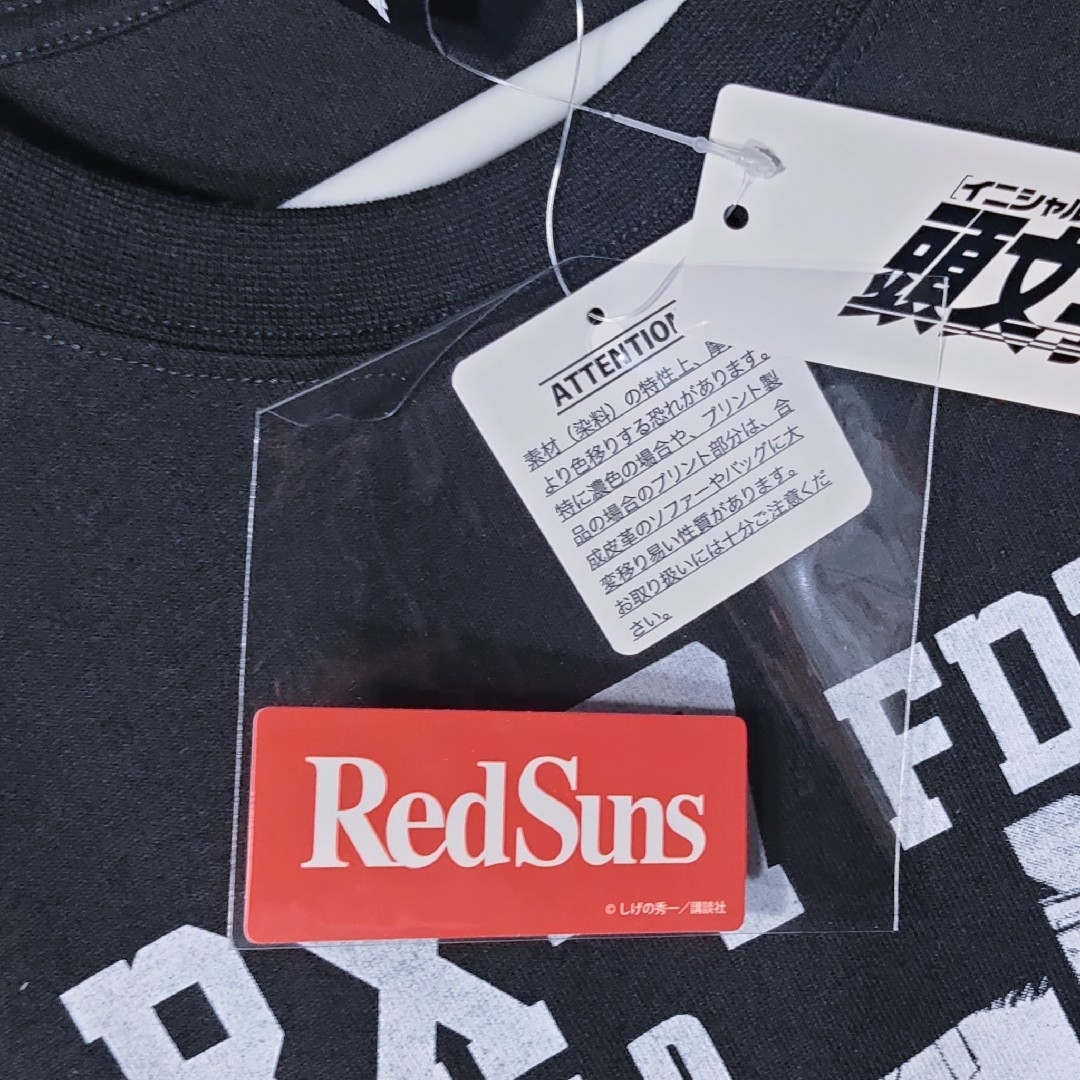 [イニシャル
頭文
ATTENTION
素材（染料）の特性上、摩
より色移りする恐れがあります。
特に濃色の場合や、プリント製
品の場合のプリント部分は、合
成皮革のソファーやバッグに大
変移り易い性質があります。
お取り扱いには十分ご注意くだ
さい。
FD
RedSuns
© しげの秀一／講談社
RX